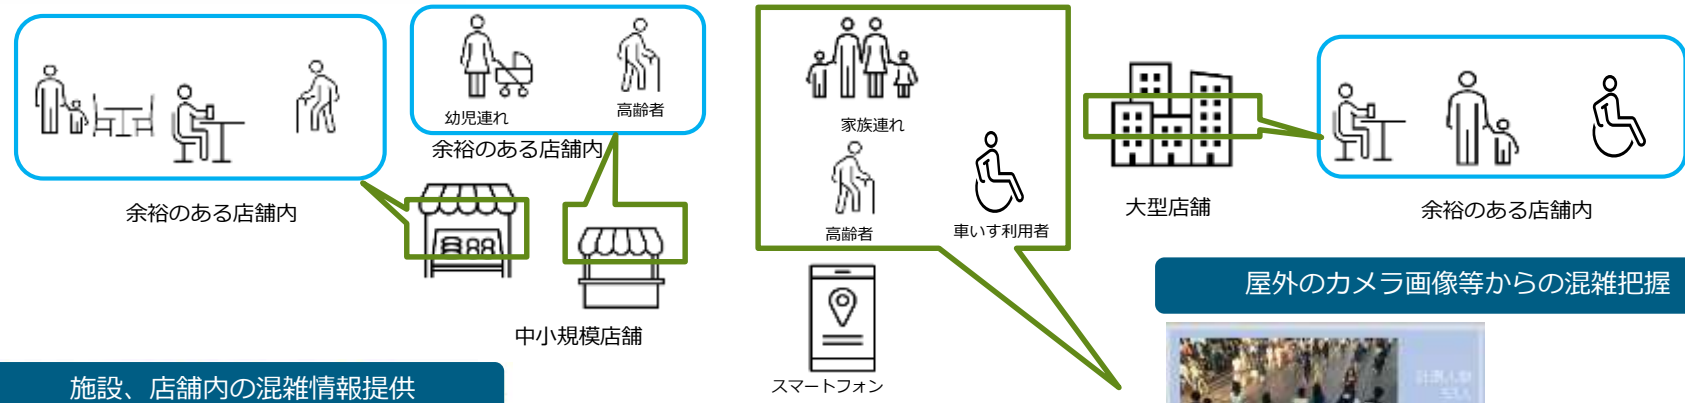 幼児連れ
高齢者
余裕のある店舗内
余裕のある店舗内
中小規模店舗
施設、店舗内の混雑情報提供
家族連れ
高齢者
車いす利用者
スマートフォン
大型店舗
余裕のある店舗内
屋外のカメラ画像等からの混雑把握